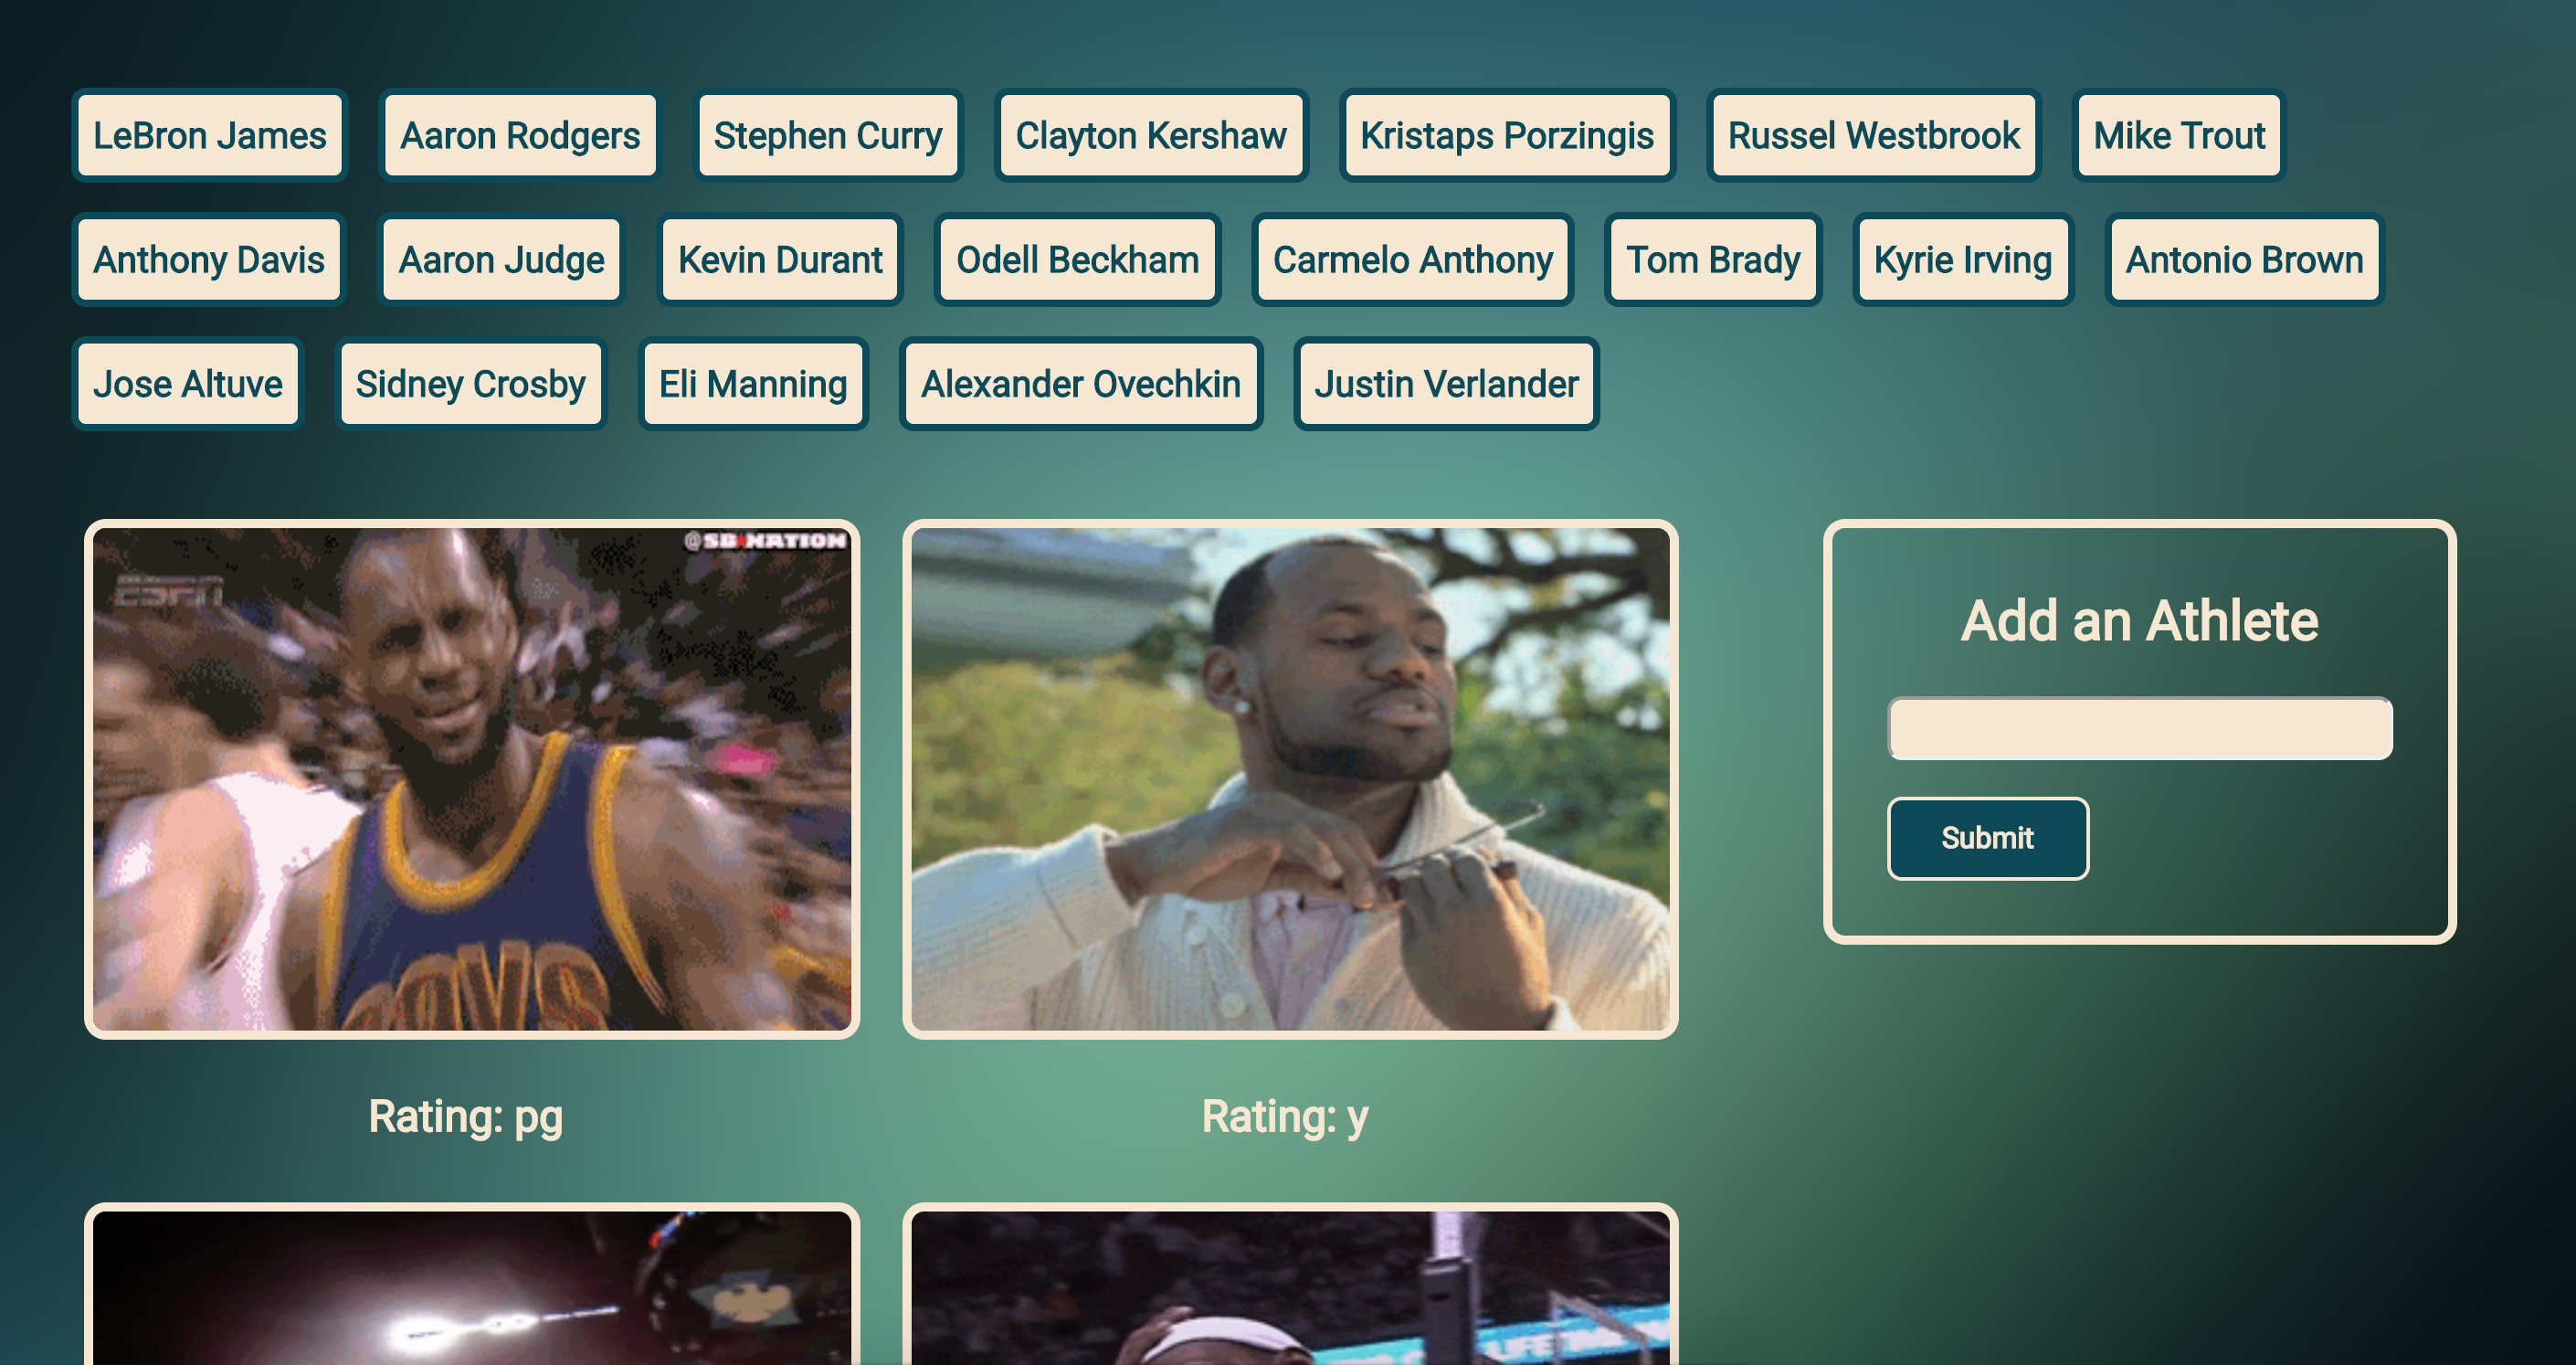 LeBron James Aaron Rodgers Stephen Curry Clayton Kershaw Kristaps Porzingis Russel Westbrook Mike Trout
Anthony Davis Aaron Judge Kevin Durant Odell Beckham Carmelo Anthony Tom Brady Kyrie Irving Antonio Brown
Jose Altuve Sidney Crosby Eli Manning Alexander Ovechkin Justin Verlander
@SBNATION
ESPN
CAVS
Add an Athlete
Submit
Rating: pg Rating: y